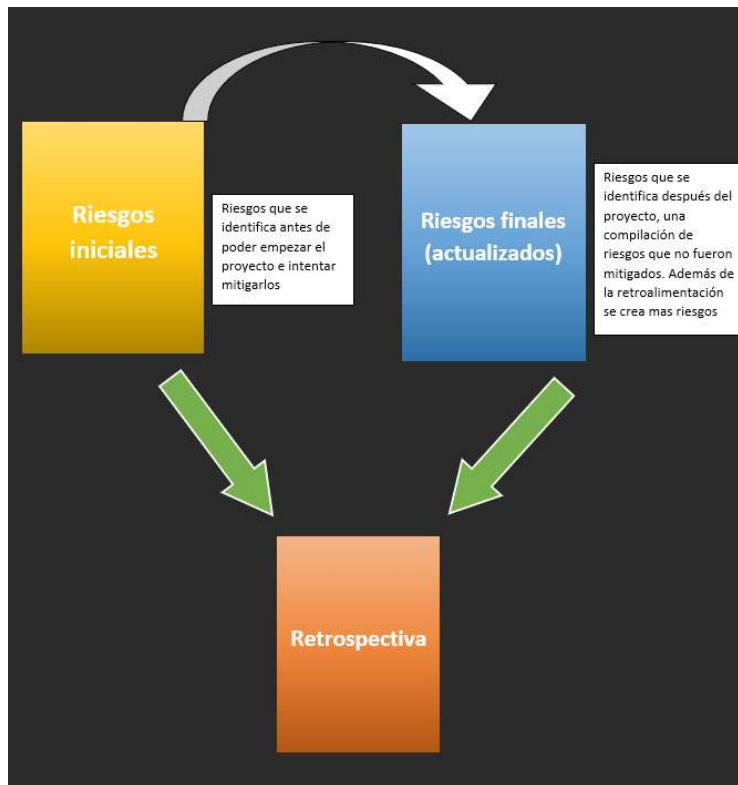 Riesgos
iniciales
Riesgos que se
identifica antes de
poder empezar el
proyecto e intentar
mitigarlos
Riesgos finales
(actualizados)
Riesgos que se
identifica después del
proyecto, una
compilación de
riesgos que no fueron
mitigados. Además de
la retroalimentación
se crea mas riesgos
Retrospectiva